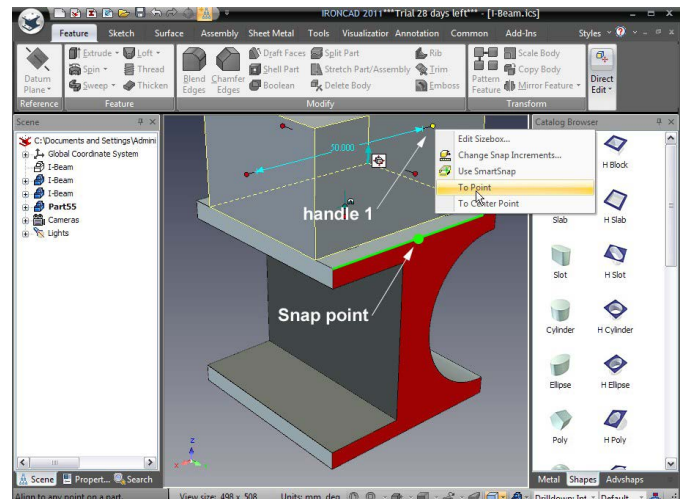 IRONCAD 2011***Trial 28 days left*** - [I-Beam.ics]
Feature Sketch Surface Assembly Sheet Metal Tools Visualization Annotation Common Add-Ins Styles
Datum Plane
Reference
Extrude Loft
Spin Thread
Sweep Thicken
Feature
Blend Edges
Chamfer Edges
Draft Faces Split Part Rib
Shell Part Stretch Part/Assembly Trim
Boolean Delete Body Emboss
Modify
Pattern Feature
Scale Body
Copy Body
Mirror Feature
Transform
Direct Edit
Scene
C:\Documents and Settings\Admini
Global Coordinate System
I-Beam
I-Beam
I-Beam
Part55
Cameras
Lights
50.000
handle 1
Snap point
z
x
Edit Sizebox...
Change Snap Increments...
Use SmartSnap
To Point
To Center Point
Catalog Browser
H Block
Slab H Slab
Slot H Slot
Cylinder H Cylinder
Ellipse H Ellipse
Poly H Poly
Scene Propert... Search
Metal Shapes Advshaps
Align to any point on a part
View size: 498 x 508 Units: mm, deg Drilldown: Int Default